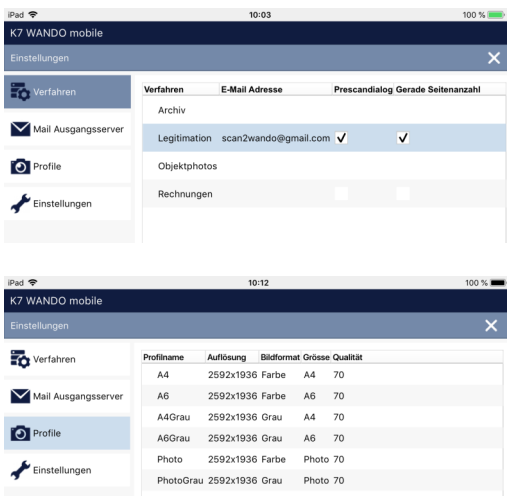 iPad 10:03 100 %
K7 WANDO mobile
Einstellungen
Verfahren
Mail Ausgangsserver
Profile
Einstellungen
Verfahren E-Mail Adresse Prescandialog Gerade Seitenanzahl
Archiv
Legitimation scan2wando@gmail.com
Objektphotos
Rechnungen
iPad 10:12 100 %
K7 WANDO mobile
Einstellungen
Verfahren
Mail Ausgangsserver
Profile
Einstellungen
Profilname Auflösung Bildformat Grösse Qualität
A4 2592x1936 Farbe A4 70
A6 2592x1936 Farbe A6 70
A4Grau 2592x1936 Grau A4 70
A6Grau 2592x1936 Grau A6 70
Photo 2592x1936 Farbe Photo 70
PhotoGrau 2592x1936 Grau Photo 70